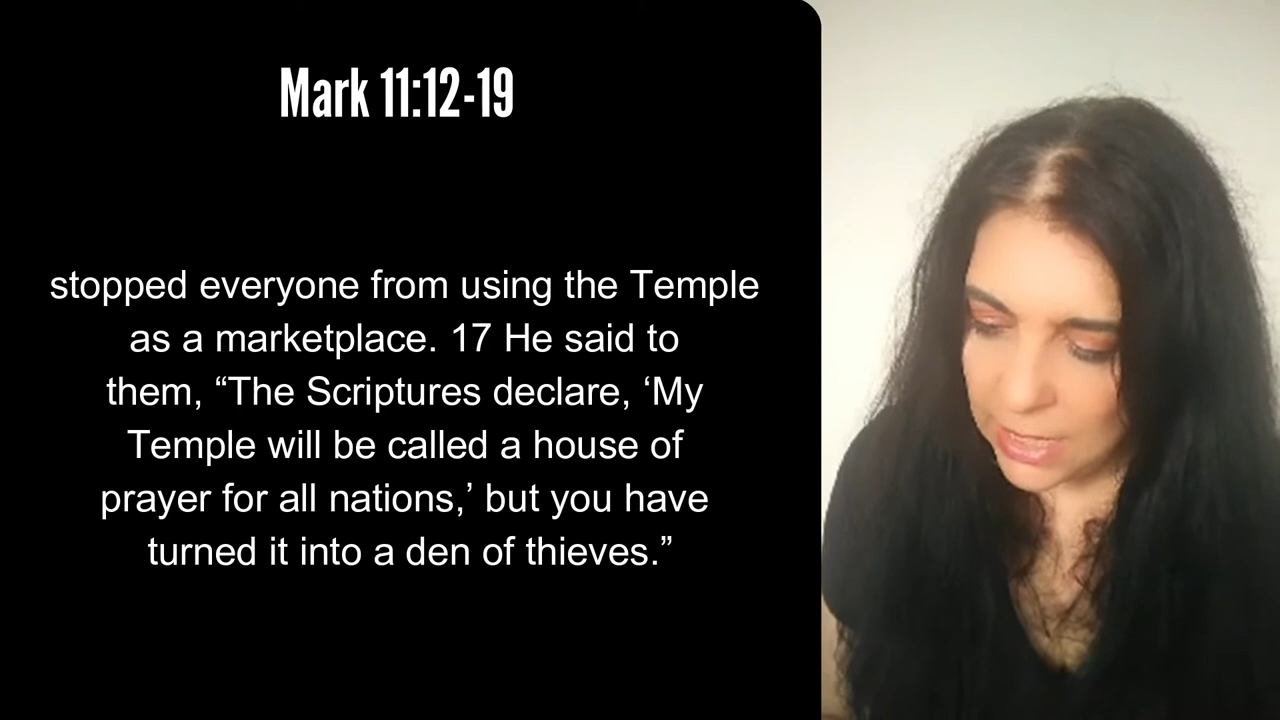 Mark 11:12-19
stopped everyone from using the Temple
as a marketplace. 17 He said to
them, “The Scriptures declare, ‘My
Temple will be called a house of
prayer for all nations,’ but you have
turned it into a den of thieves.”